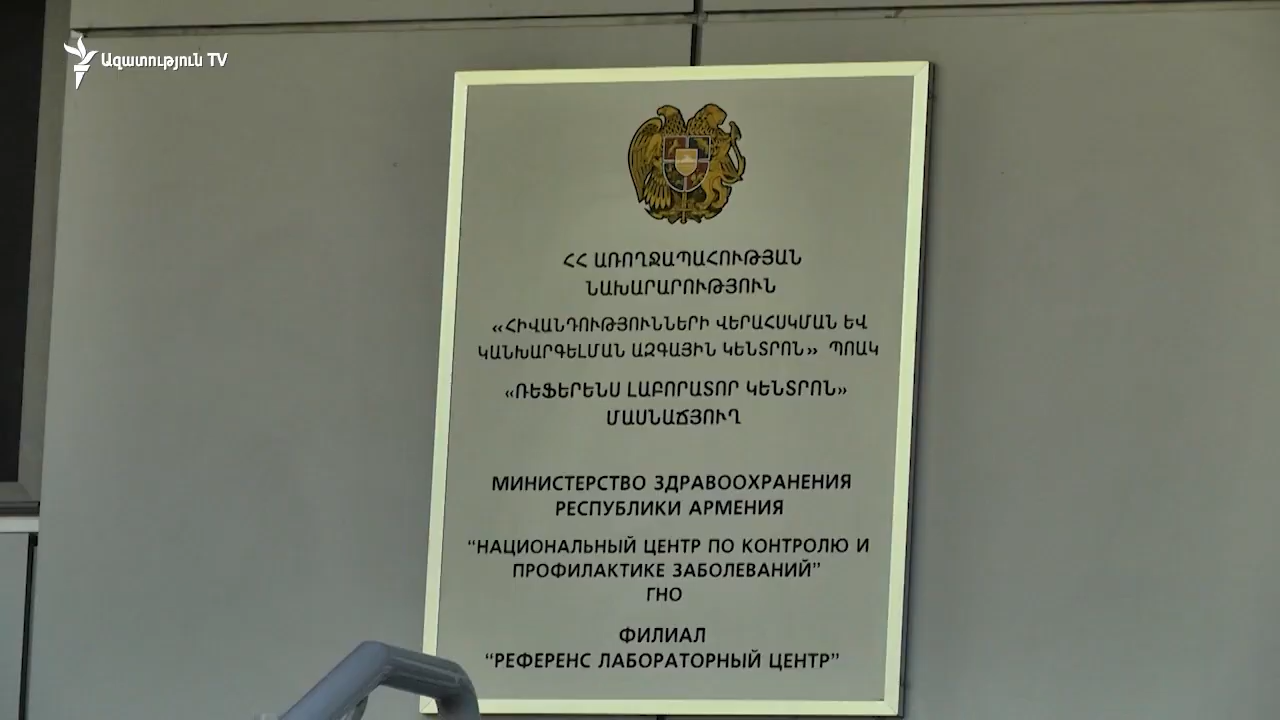 Ազատություն TV
ՀՀ ԱՌՈՂՋԱՊԱՀՈՒԹՅԱՆ
ՆԱԽԱՐԱՐՈՒԹՅՈՒՆ
«ՀԻՎԱՆԴՈՒԹՅՈՒՆՆԵՐԻ ՎԵՐԱՀՍԿՄԱՆ ԵՎ
ԿԱՆԽԱՐԳԵԼՄԱՆ ԱԶԳԱՅԻՆ ԿԵՆՏՐՈՆ» ՊՈԱԿ
«ՌԵՖԵՐԵՆՍ ԼԱԲՈՐԱՏՈՐ ԿԵՆՏՐՈՆ»
ՄԱՍՆԱՃՅՈՒՂ
МИНИСТЕРСТВО ЗДРАВООХРАНЕНИЯ
РЕСПУБЛИКИ АРМЕНИЯ
“НАЦИОНАЛЬНЫЙ ЦЕНТР ПО КОНТРОЛЮ И
ПРОФИЛАКТИКЕ ЗАБОЛЕВАНИЙ”
ГНО
ФИЛИАЛ
“РЕФЕРЕНС ЛАБОРАТОРНЫЙ ЦЕНТР”